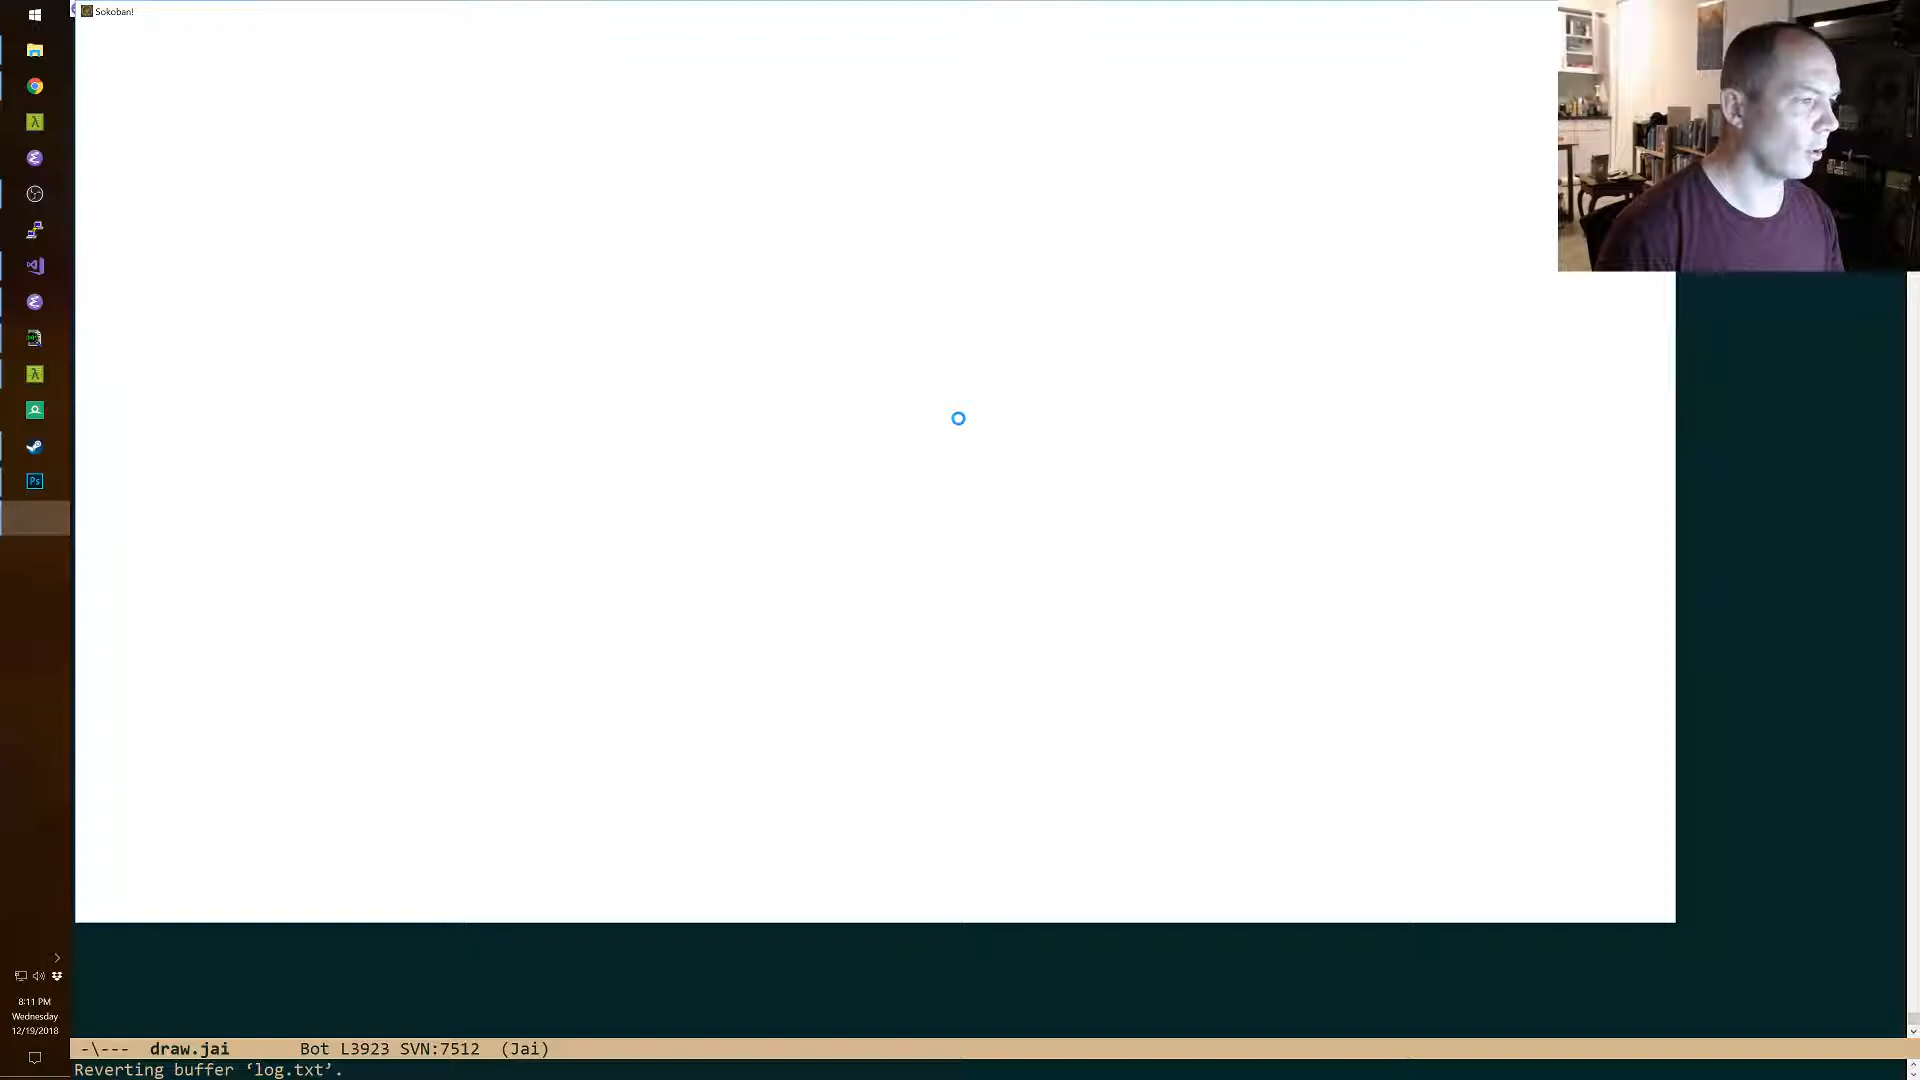 Sokoban!
Ps
8:11 PM
Wednesday
12/19/2018
-\--- draw.jai Bot L3923 SVN:7512 (Jai)
Reverting buffer ‘log.txt’.